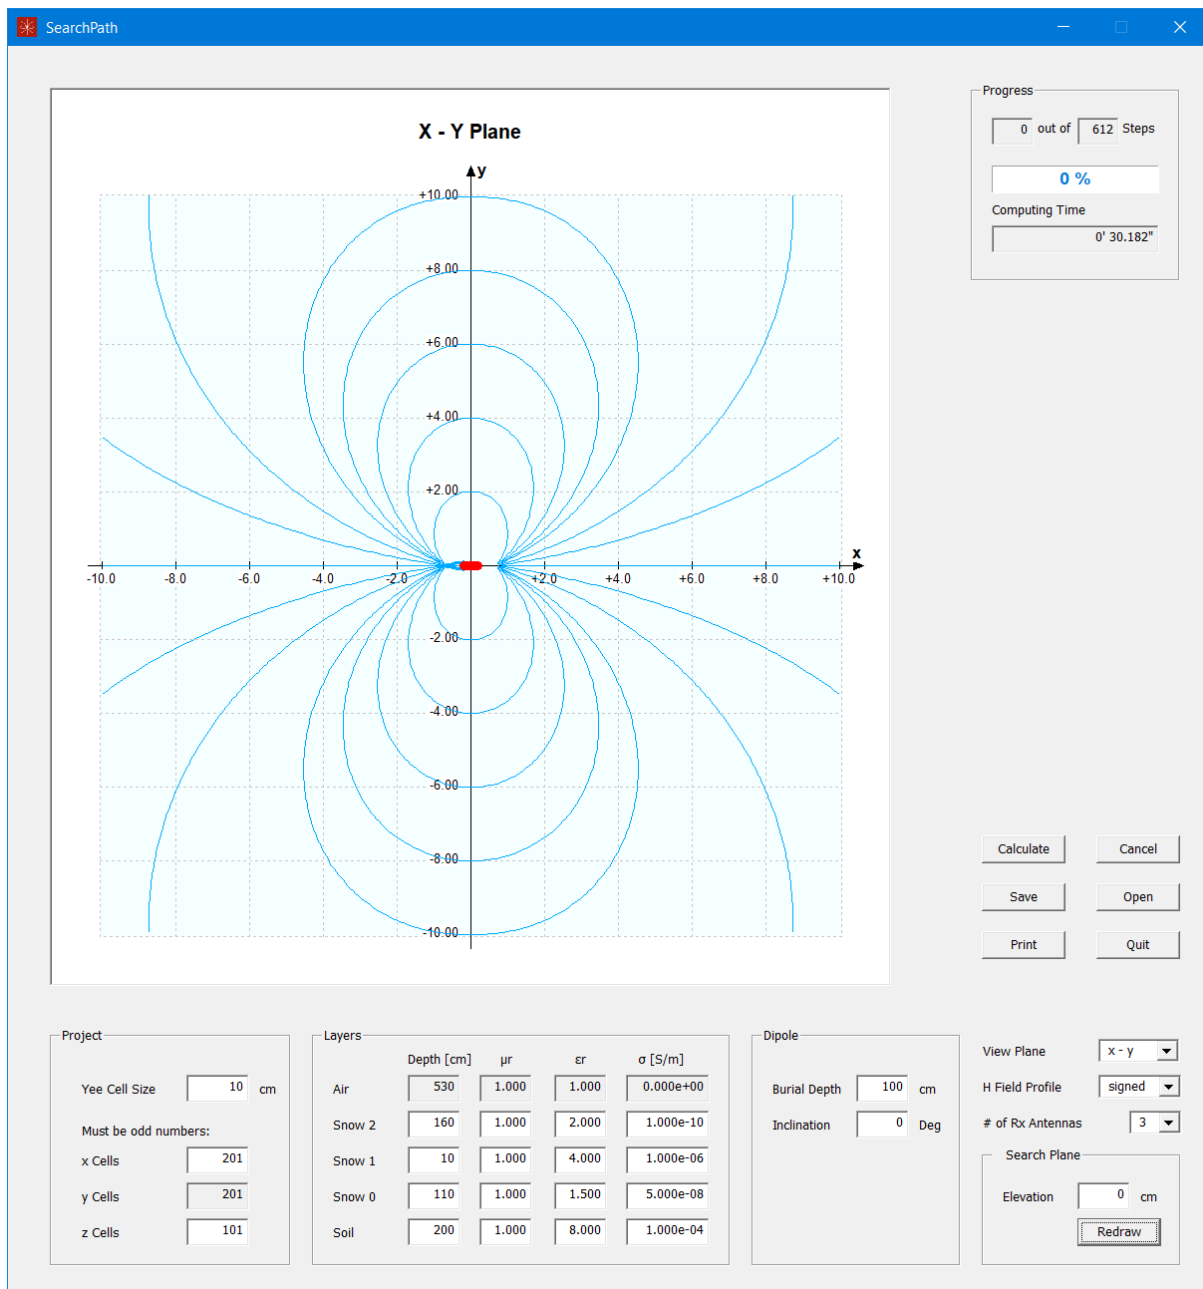 SearchPath
X - Y Plane
y
+10.00
+8.00
+6.00
+4.00
+2.00
x
-10.0 -8.0 -6.0 -4.0 -2.0 +2.0 +4.0 +6.0 +8.0 +10.0
-2.00
-4.00
-6.00
-8.00
-10.00
Progress
0 out of 612 Steps
0 %
Computing Time
0' 30.182"
Calculate Cancel
Save Open
Print Quit
Project
Yee Cell Size 10 cm
Must be odd numbers:
x Cells 201
y Cells 201
z Cells 101
Layers
Depth [cm] μr εr σ [S/m]
Air 530 1.000 1.000 0.000e+00
Snow 2 160 1.000 2.000 1.000e-10
Snow 1 10 1.000 4.000 1.000e-06
Snow 0 110 1.000 1.500 5.000e-08
Soil 200 1.000 8.000 1.000e-04
Dipole
Burial Depth 100 cm
Inclination 0 Deg
View Plane x - y
H Field Profile signed
# of Rx Antennas 3
Search Plane
Elevation 0 cm
Redraw